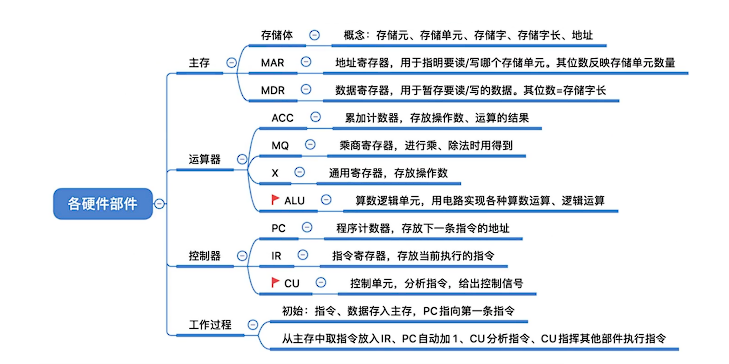 各硬件部件
主存
存储体
概念：存储元、存储单元、存储字、存储字长、地址
MAR
地址寄存器，用于指明要读/写哪个存储单元。其位数反映存储单元数量
MDR
数据寄存器，用于暂存要读/写的数据。其位数=存储字长
运算器
ACC
累加计数器，存放操作数、运算的结果
MQ
乘商寄存器，进行乘、除法时用得到
X
通用寄存器，存放操作数
ALU
算数逻辑单元，用电路实现各种算数运算、逻辑运算
控制器
PC
程序计数器，存放下一条指令的地址
IR
指令寄存器，存放当前执行的指令
CU
控制单元，分析指令，给出控制信号
工作过程
初始：指令、数据存入主存，PC指向第一条指令
从主存中取指令放入IR、PC自动加1、CU分析指令、CU指挥其他部件执行指令